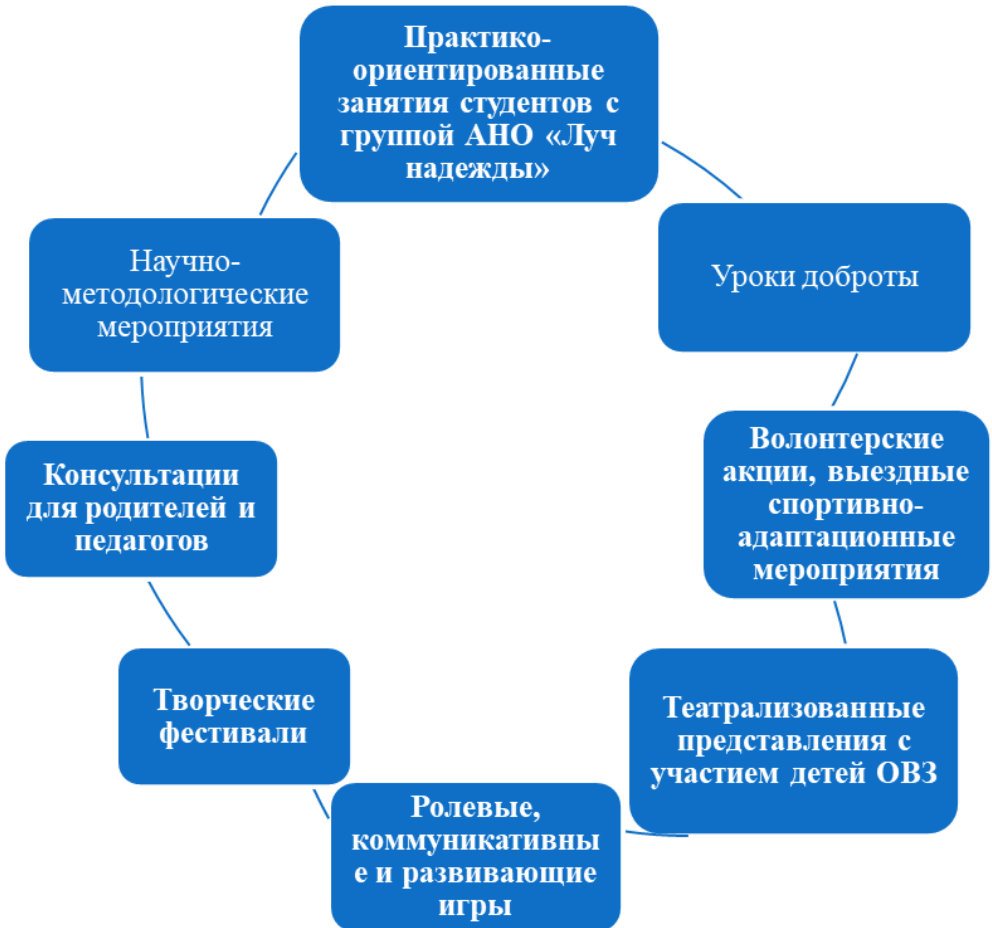 Практико-
ориентированные
занятия студентов с
группой АНО «Луч
надежды»
Уроки доброты
Волонтерские
акции, выездные
спортивно-
адаптационные
мероприятия
Театрализованные
представления с
участием детей ОВЗ
Ролевые,
коммуникативны
е и развивающие
игры
Творческие
фестивали
Консультации
для родителей и
педагогов
Научно-
методологические
мероприятия